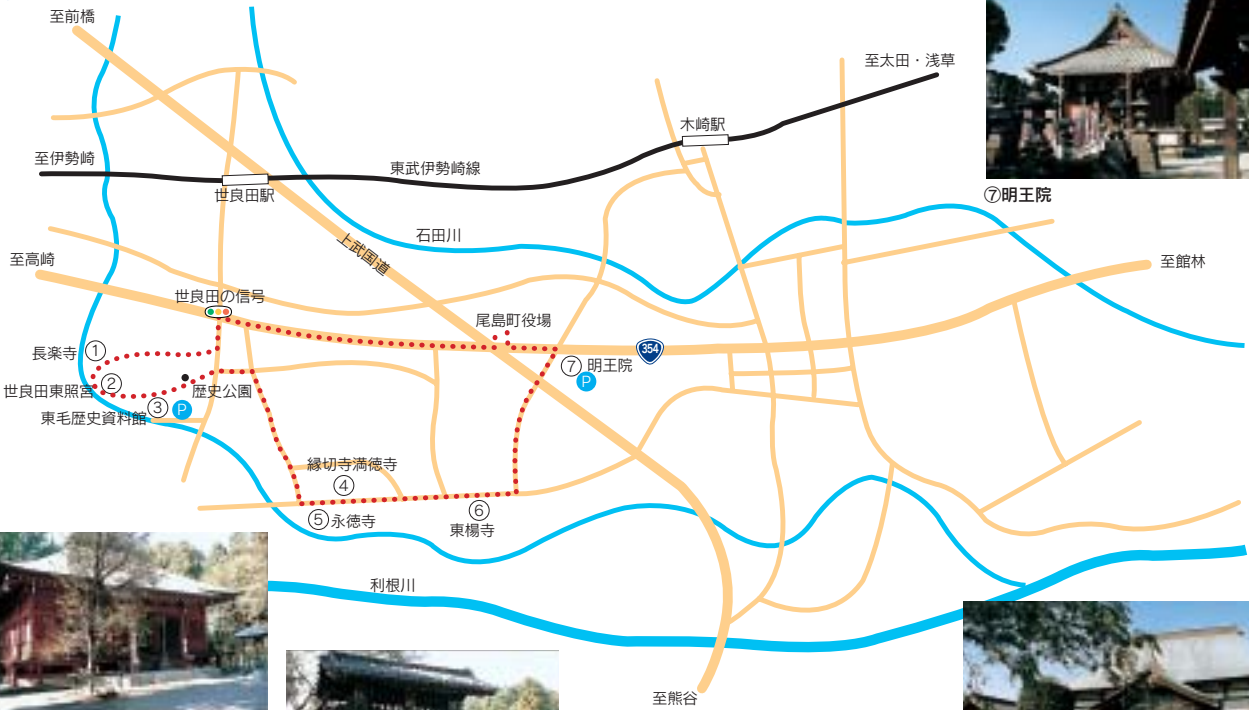 至前橋
至太田・浅草
木崎駅
至伊勢崎
東武伊勢崎線
世良田駅
⑦明王院
石田川
上武国道
至高崎
至館林
世良田の信号
尾島町役場
354
長楽寺 ①
⑦ 明王院
P
世良田東照宮 ②
歴史公園
東毛歴史資料館 ③ P
縁切寺満徳寺
④
⑤ 永徳寺
⑥
東楊寺
利根川
至熊谷